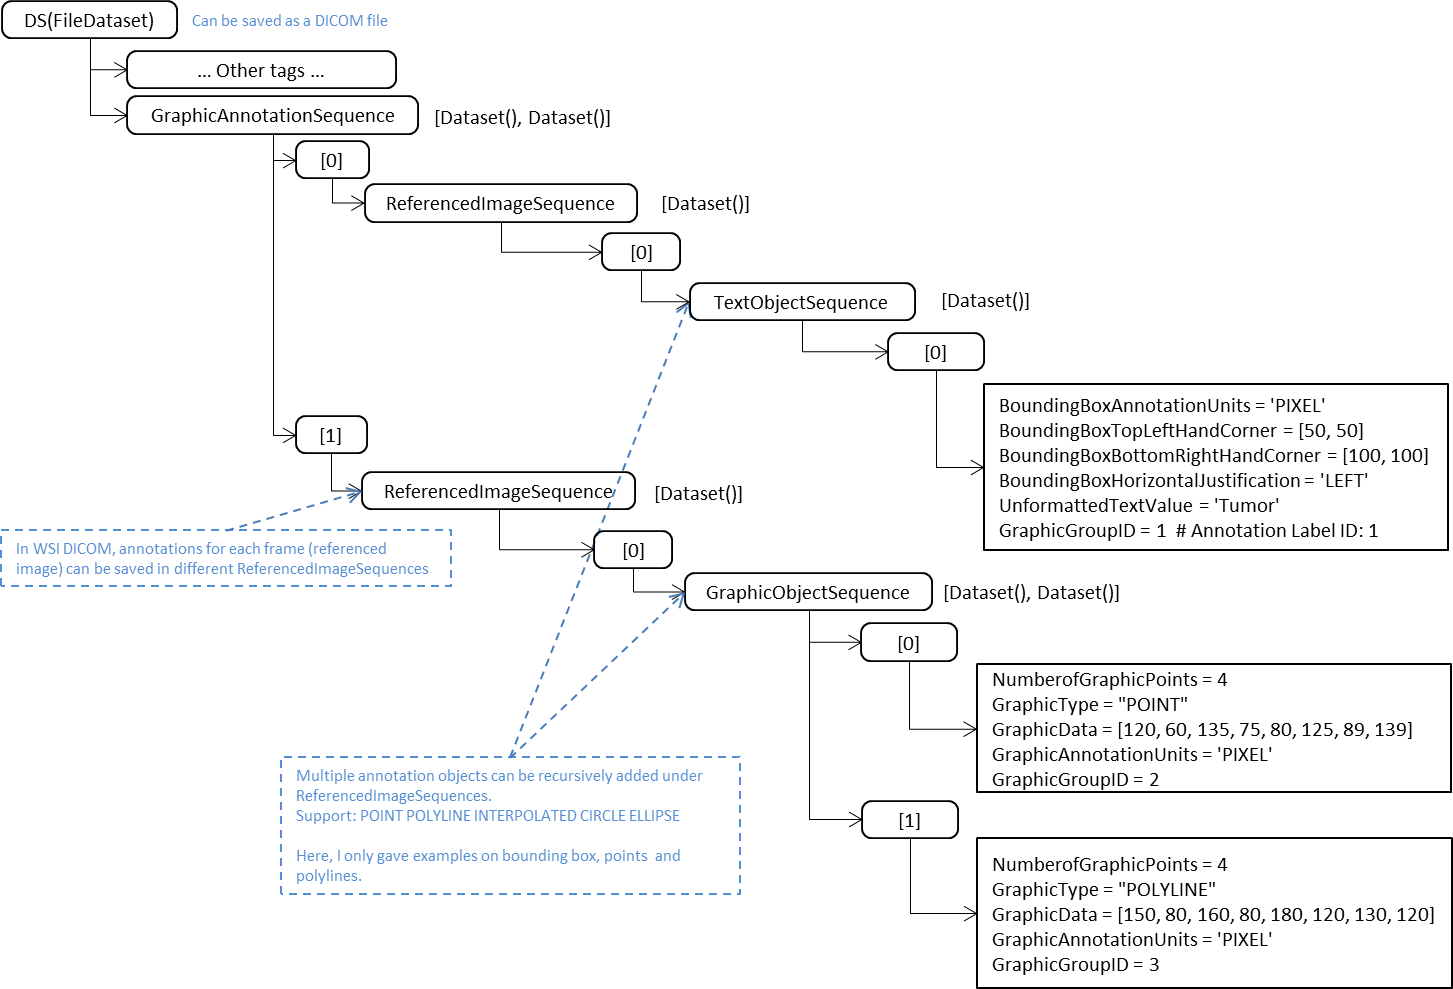 DS(FileDataset)
Can be saved as a DICOM file
... Other tags ...
GraphicAnnotationSequence
[Dataset(), Dataset()]
[0]
ReferencedImageSequence
[Dataset()]
[0]
TextObjectSequence
[Dataset()]
[0]
BoundingBoxAnnotationUnits = 'PIXEL'
BoundingBoxTopLeftHandCorner = [50, 50]
BoundingBoxBottomRightHandCorner = [100, 100]
BoundingBoxHorizontalJustification = 'LEFT'
UnformattedTextValue = 'Tumor'
GraphicGroupID = 1  # Annotation Label ID: 1
[1]
ReferencedImageSequence
[Dataset()]
In WSI DICOM, annotations for each frame (referenced
image) can be saved in different ReferencedImageSequences
[0]
GraphicObjectSequence
[Dataset(), Dataset()]
[0]
NumberofGraphicPoints = 4
GraphicType = "POINT"
GraphicData = [120, 60, 135, 75, 80, 125, 89, 139]
GraphicAnnotationUnits = 'PIXEL'
GraphicGroupID = 2
Multiple annotation objects can be recursively added under
ReferencedImageSequences.
Support: POINT POLYLINE INTERPOLATED CIRCLE ELLIPSE
Here, I only gave examples on bounding box, points  and
polylines.
[1]
NumberofGraphicPoints = 4
GraphicType = "POLYLINE"
GraphicData = [150, 80, 160, 80, 180, 120, 130, 120]
GraphicAnnotationUnits = 'PIXEL'
GraphicGroupID = 3